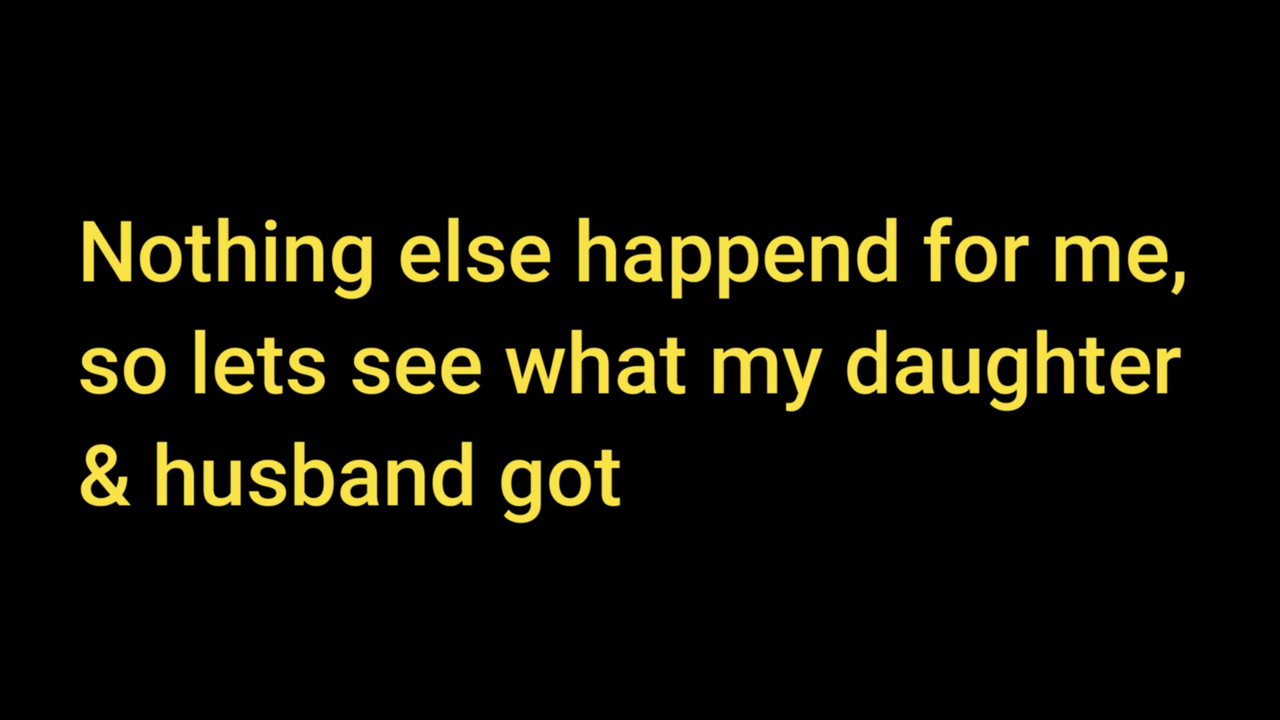 Nothing else happend for me,
so lets see what my daughter
& husband got